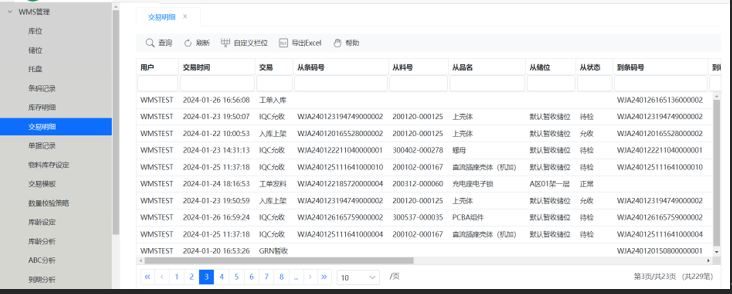 WMS管理
库位
储位
托盘
条码记录
库存明细
交易明细
单据记录
物料库存设定
交易模板
数量校验策略
库龄设定
库龄分析
ABC分析
到期分析
交易明细 ×
查询 刷新 自定义栏位 导出Excel 帮助
用户 交易时间 交易 从条码号 从料号 从品名 从储位 从状态 到条码号
WMSTEST 2024-01-26 16:56:08 工单入库 WJA240126165136000002
WMSTEST 2024-01-23 19:50:07 IQC允收 WJA240123194749000002 200120-000125 上壳体 默认暂收储位 待检 WJA240123194749000002
WMSTEST 2024-01-22 10:00:53 入库上架 WJA240120165528000002 200120-000125 上壳体 默认暂收储位 允收 WJA240120165528000002
WMSTEST 2024-01-23 14:31:13 IQC允收 WJA240122211040000001 300402-000278 螺母 默认暂收储位 待检 WJA240122211040000001
WMSTEST 2024-01-25 11:37:18 IQC允收 WJA240125111641000010 200102-000167 直流插座壳体（机加） 默认暂收储位 待检 WJA240125111641000010
WMSTEST 2024-01-24 18:16:53 工单发料 WJA240122185720000004 200312-000060 充电座电子锁 A区01架一层 正常
WMSTEST 2024-01-23 19:50:59 入库上架 WJA240123194749000002 200120-000125 上壳体 默认暂收储位 允收 WJA240123194749000002
WMSTEST 2024-01-26 16:59:24 IQC允收 WJA240126165759000002 300537-000035 PCBA组件 默认暂收储位 待检 WJA240126165759000002
WMSTEST 2024-01-25 11:37:18 IQC允收 WJA240125111641000004 200102-000167 直流插座壳体（机加） 默认暂收储位 待检 WJA240125111641000004
WMSTEST 2024-01-20 16:53:26 GRN暂收 WJA240120150800000001
« ‹ 1 2 3 4 5 6 7 8 .. › » 10 /页 第3页/共23页 (共229笔)